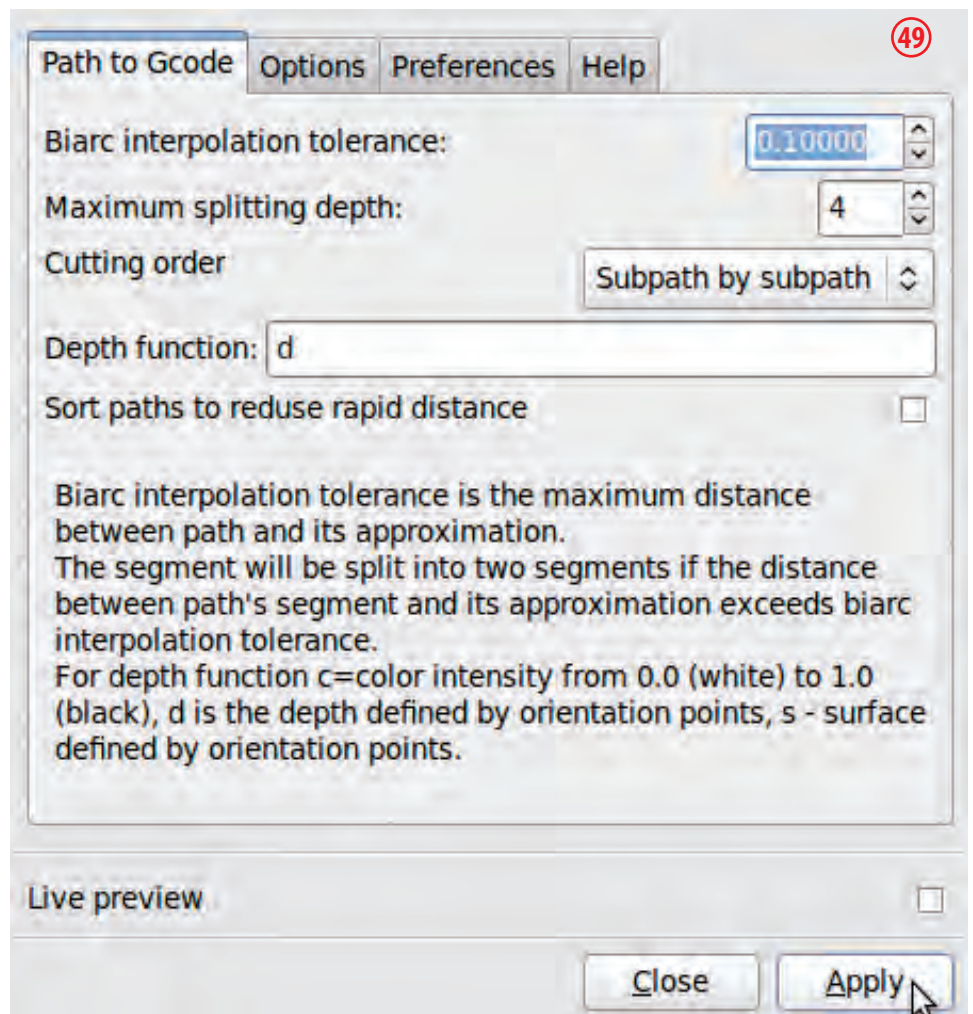 49
Path to Gcode Options Preferences Help
Biarc interpolation tolerance: 0.10000
Maximum splitting depth: 4
Cutting order Subpath by subpath
Depth function: d
Sort paths to reduse rapid distance
Biarc interpolation tolerance is the maximum distance
between path and its approximation.
The segment will be split into two segments if the distance
between path's segment and its approximation exceeds biarc
interpolation tolerance.
For depth function c=color intensity from 0.0 (white) to 1.0
(black), d is the depth defined by orientation points, s - surface
defined by orientation points.
Live preview
Close Apply